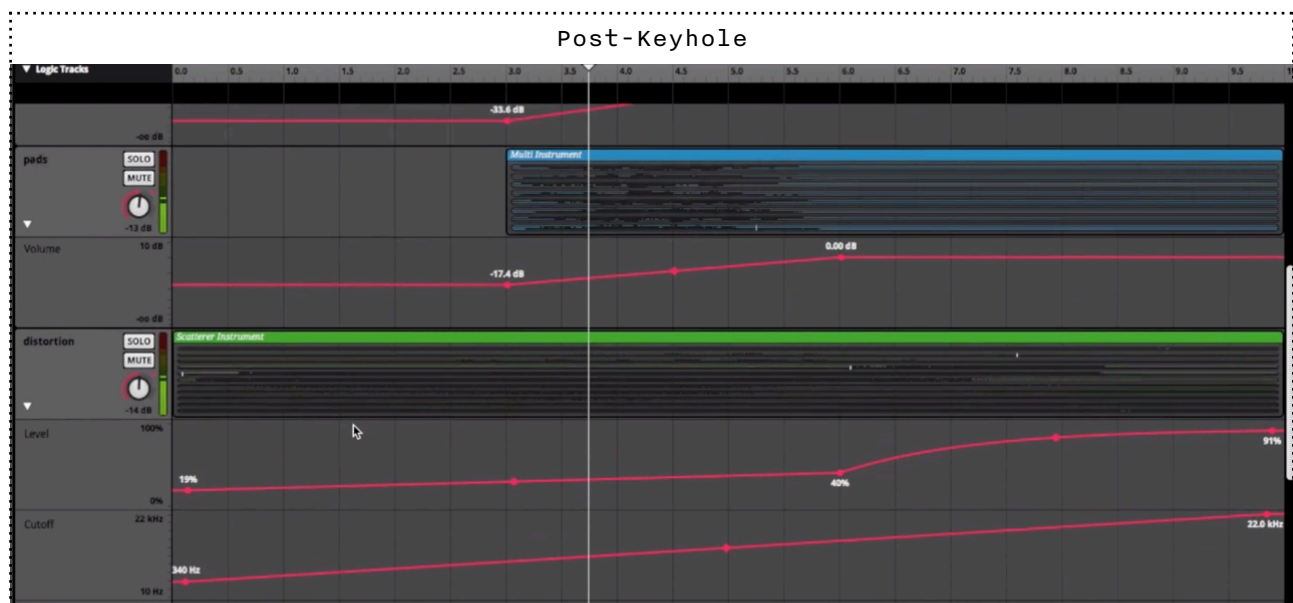 Post-Keyhole
▼ Logic Tracks 0.0 0.5 1.0 1.5 2.0 2.5 3.0 3.5 4.0 4.5 5.0 5.5 6.0 6.5 7.0 7.5 8.0 8.5 9.0 9.5
-33.6 dB
-oo dB
pads SOLO Multi Instrument
MUTE
-13 dB
Volume 10 dB 0.00 dB
-17.4 dB
-oo dB
distortion SOLO Scatterer Instrument
MUTE
-14 dB
Level 100%
91%
19%
40%
0%
Cutoff 22 kHz 22.0 kHz
340 Hz
10 Hz